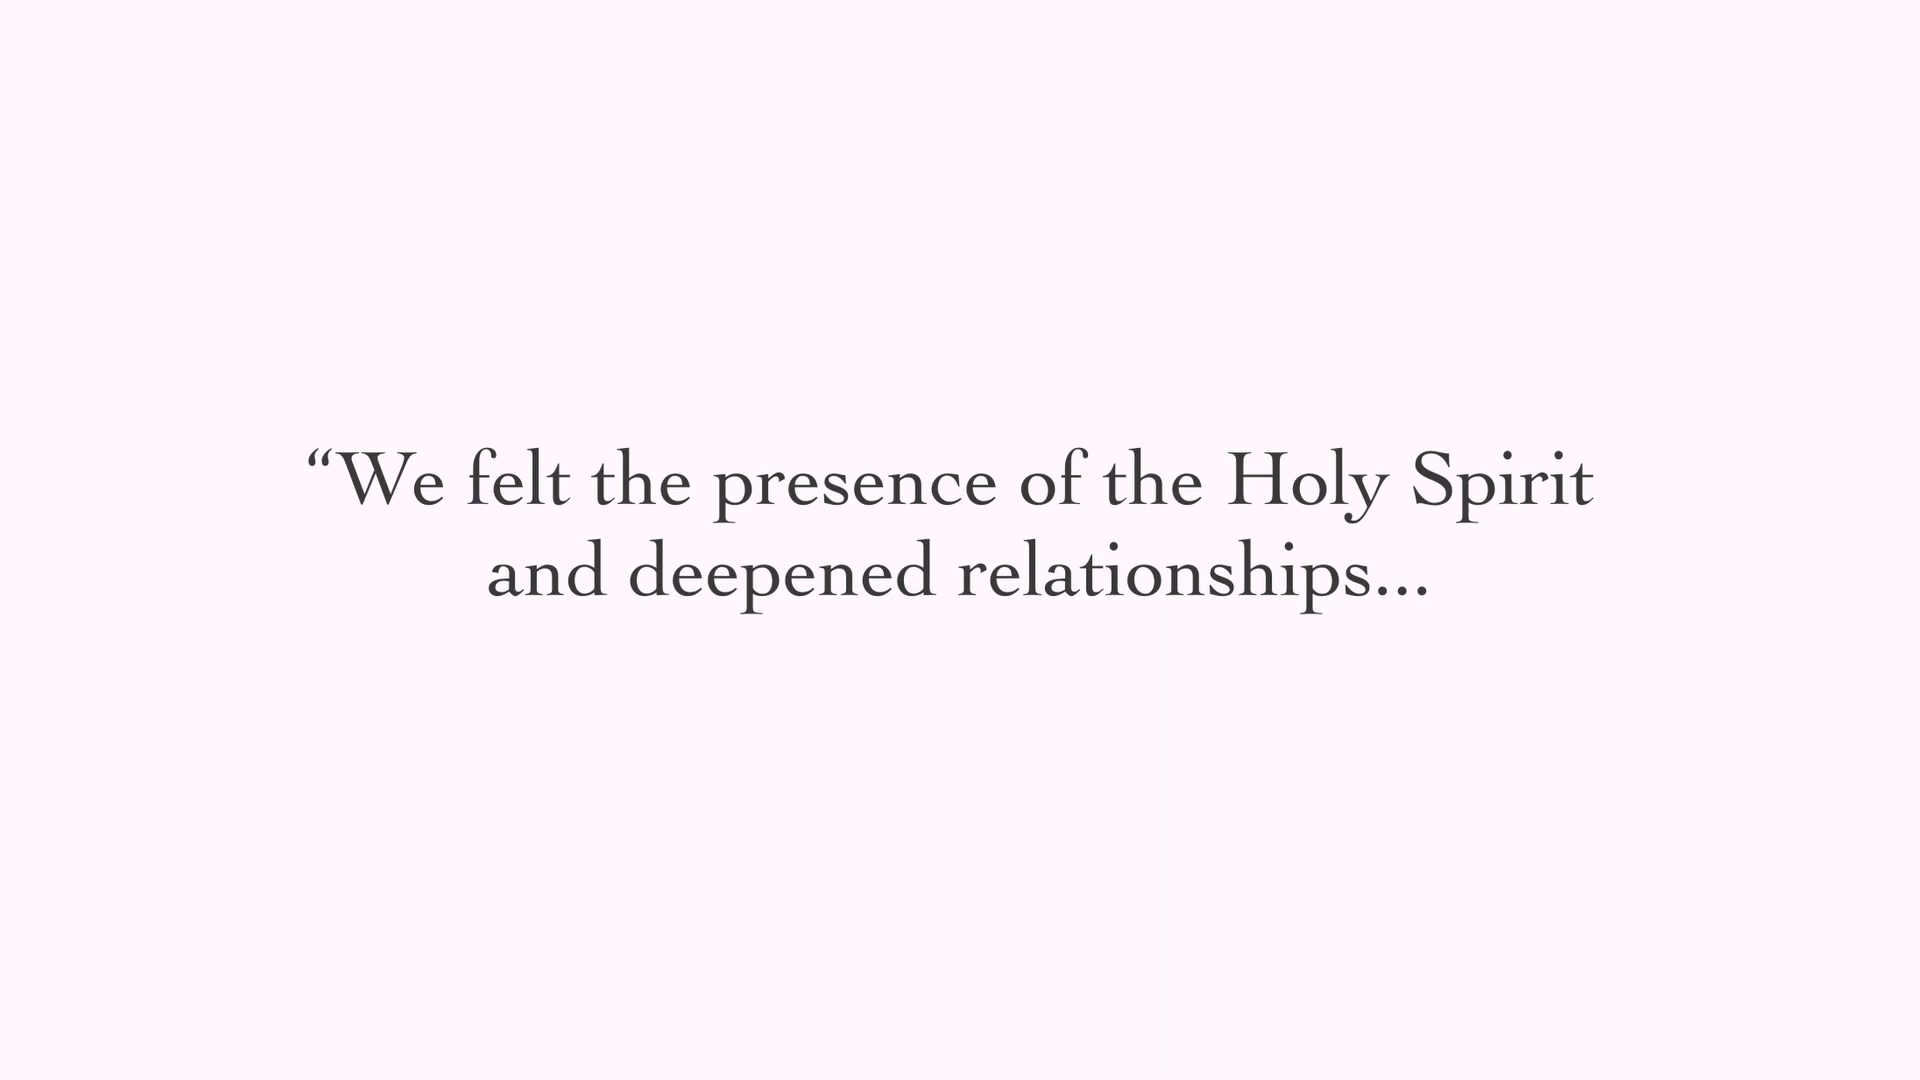 “We felt the presence of the Holy Spirit
and deepened relationships...